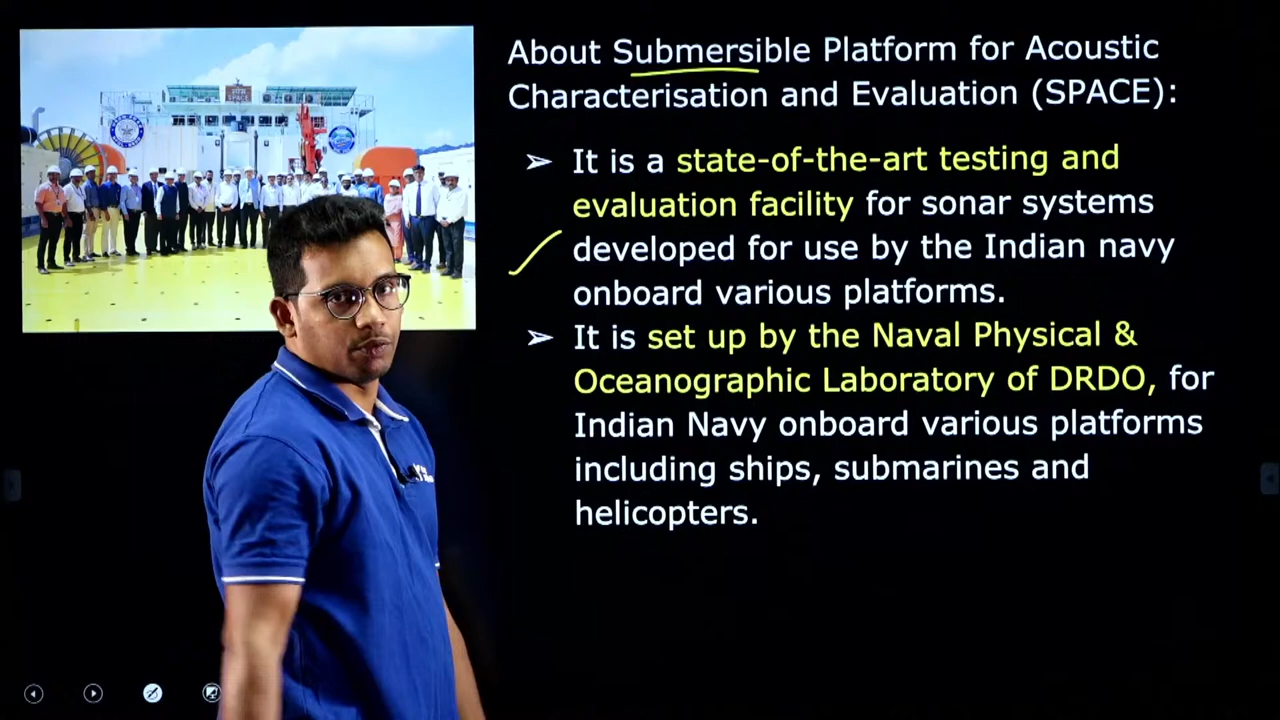 About Submersible Platform for Acoustic
Characterisation and Evaluation (SPACE):
➢ It is a state-of-the-art testing and
evaluation facility for sonar systems
developed for use by the Indian navy
onboard various platforms.
➢ It is set up by the Naval Physical &
Oceanographic Laboratory of DRDO, for
Indian Navy onboard various platforms
including ships, submarines and
helicopters.
SPACE